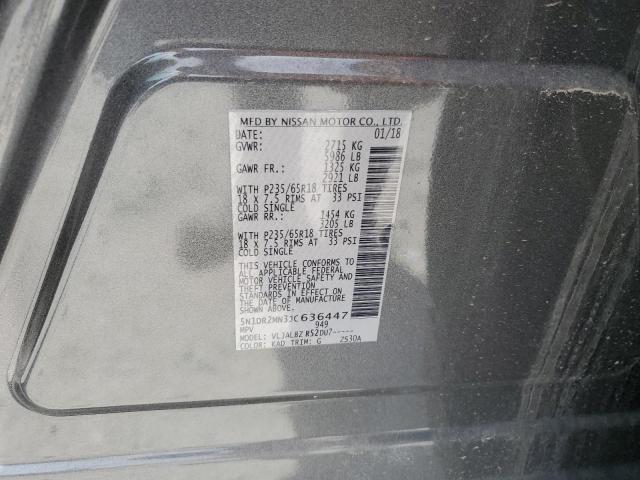 MFD BY NISSAN MOTOR CO., LTD.
DATE: 01/18
GVWR: 2715 KG
5986 LB
GAWR FR.: 1325 KG
2921 LB
WITH P235/65R18 TIRES
18 X 7.5 RIMS AT 33 PSI
COLD SINGLE
GAWR RR.: 1454 KG
3205 LB
WITH P235/65R18 TIRES
18 X 7.5 RIMS AT 33 PSI
COLD SINGLE
THIS VEHICLE CONFORMS TO
ALL APPLICABLE FEDERAL
MOTOR VEHICLE SAFETY AND
THEFT PREVENTION
STANDARDS IN EFFECT ON
THE DATE OF MANUFACTURE
SHOWN ABOVE.
5N1DR2MN3JC636447
MPV 949
MODEL: VLJALBZ R52DU7-----
COLOR: KAD TRIM: G 2530A